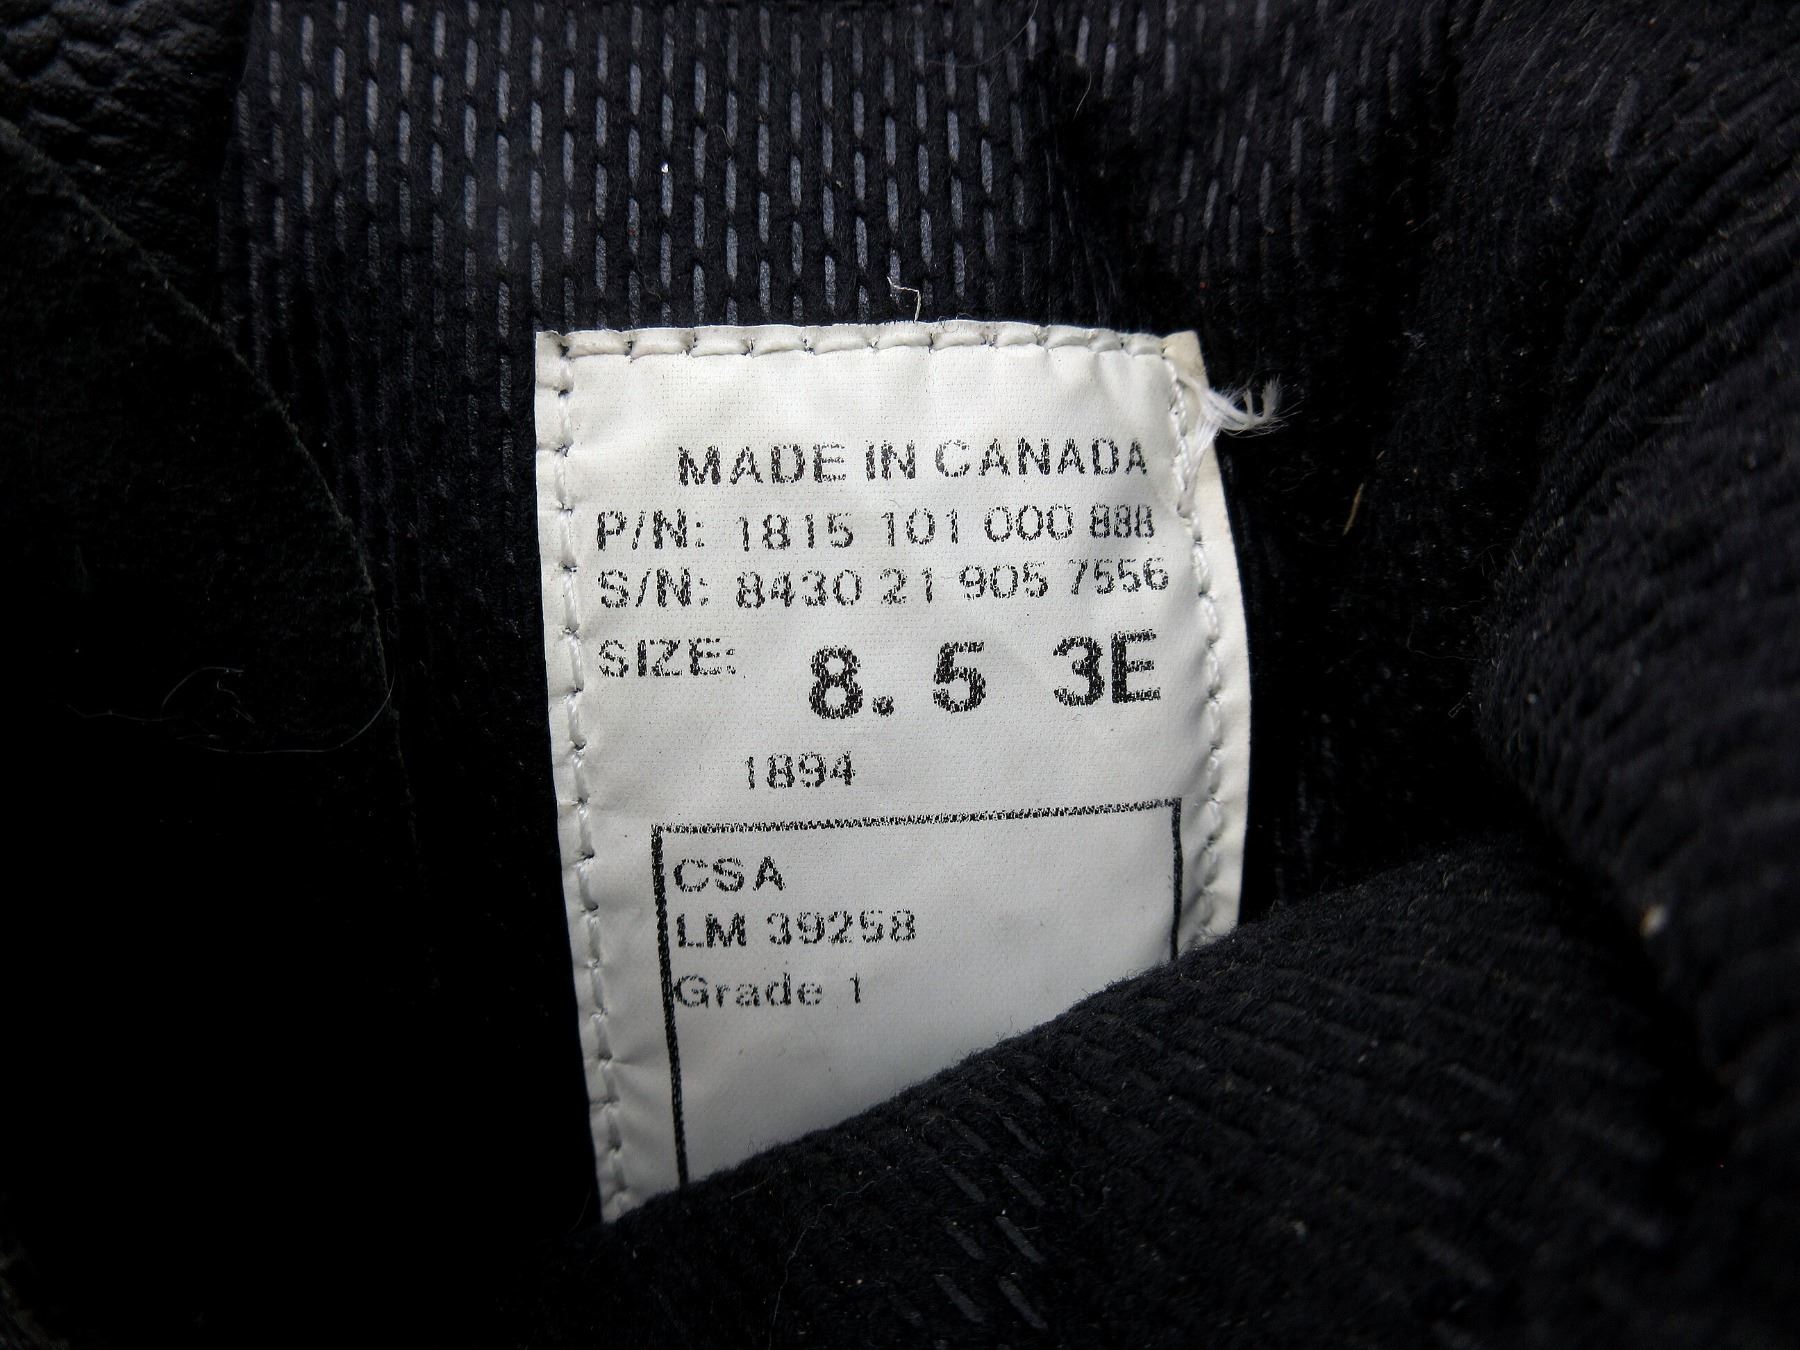 MADE IN CANADA
P/N: 1815 101 000 888
S/N: 8430 21 905 7556
SIZE: 8.5 3E
1894
CSA
LM 39258
Grade 1